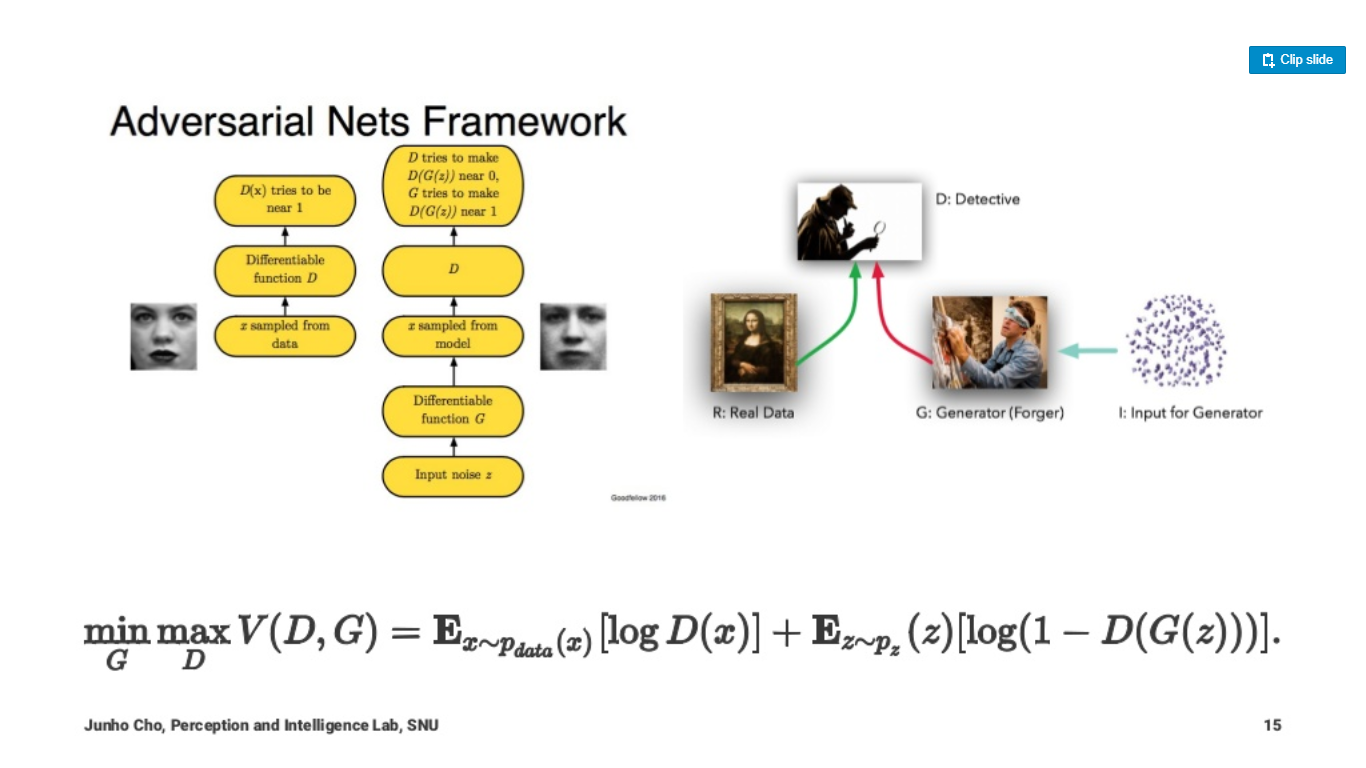 Clip slide
Adversarial Nets Framework
D(x) tries to be
near 1
Differentiable
function D
x sampled from
data
D tries to make
D(G(z)) near 0,
G tries to make
D(G(z)) near 1
D
x sampled from
model
Differentiable
function G
Input noise z
Goodfellow 2016
D: Detective
R: Real Data
G: Generator (Forger)
I: Input for Generator
min_G max_D V(D, G) = E_{x∼p_{data}(x)} [log D(x)] + E_{z∼p_z} (z)[log(1 − D(G(z)))].
Junho Cho, Perception and Intelligence Lab, SNU
15